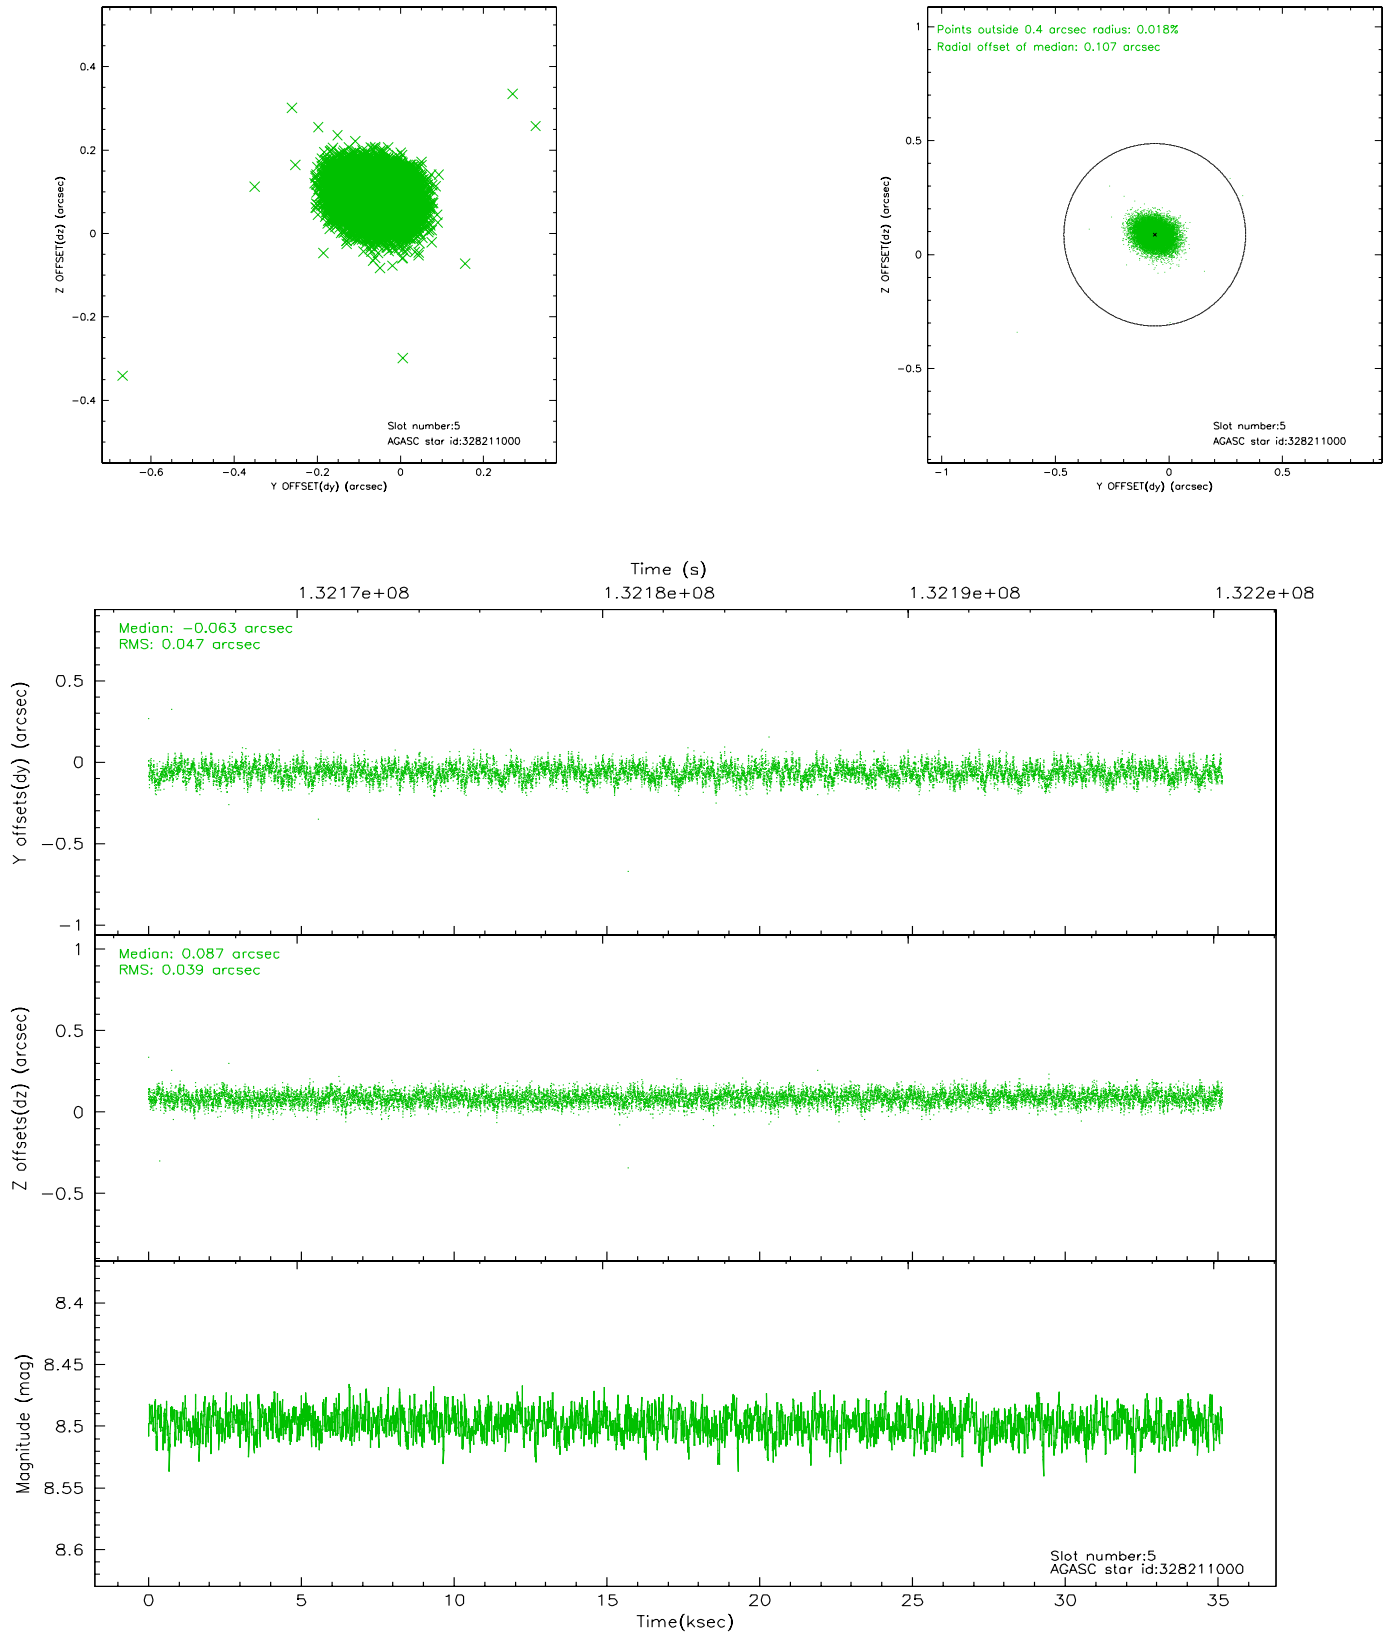 0.4
0.2
0
−0.2
−0.4
Z OFFSET(dz) (arcsec)
Slot number:5
AGASC star id:328211000
−0.6 −0.4 −0.2 0 0.2
Y OFFSET(dy) (arcsec)
Points outside 0.4 arcsec radius: 0.018%
Radial offset of median: 0.107 arcsec
1
0.5
0
−0.5
Z OFFSET(dz) (arcsec)
Slot number:5
AGASC star id:328211000
−1 −0.5 0 0.5
Y OFFSET(dy) (arcsec)
Time (s)
1.3217e+08 1.3218e+08 1.3219e+08 1.322e+08
Median: −0.063 arcsec
RMS: 0.047 arcsec
0.5
0
−0.5
−1
Y offsets(dy) (arcsec)
Median: 0.087 arcsec
RMS: 0.039 arcsec
1
0.5
0
−0.5
Z offsets(dz) (arcsec)
8.4
8.45
8.5
8.55
8.6
Magnitude (mag)
Slot number:5
AGASC star id:328211000
0 5 10 15 20 25 30 35
Time(ksec)